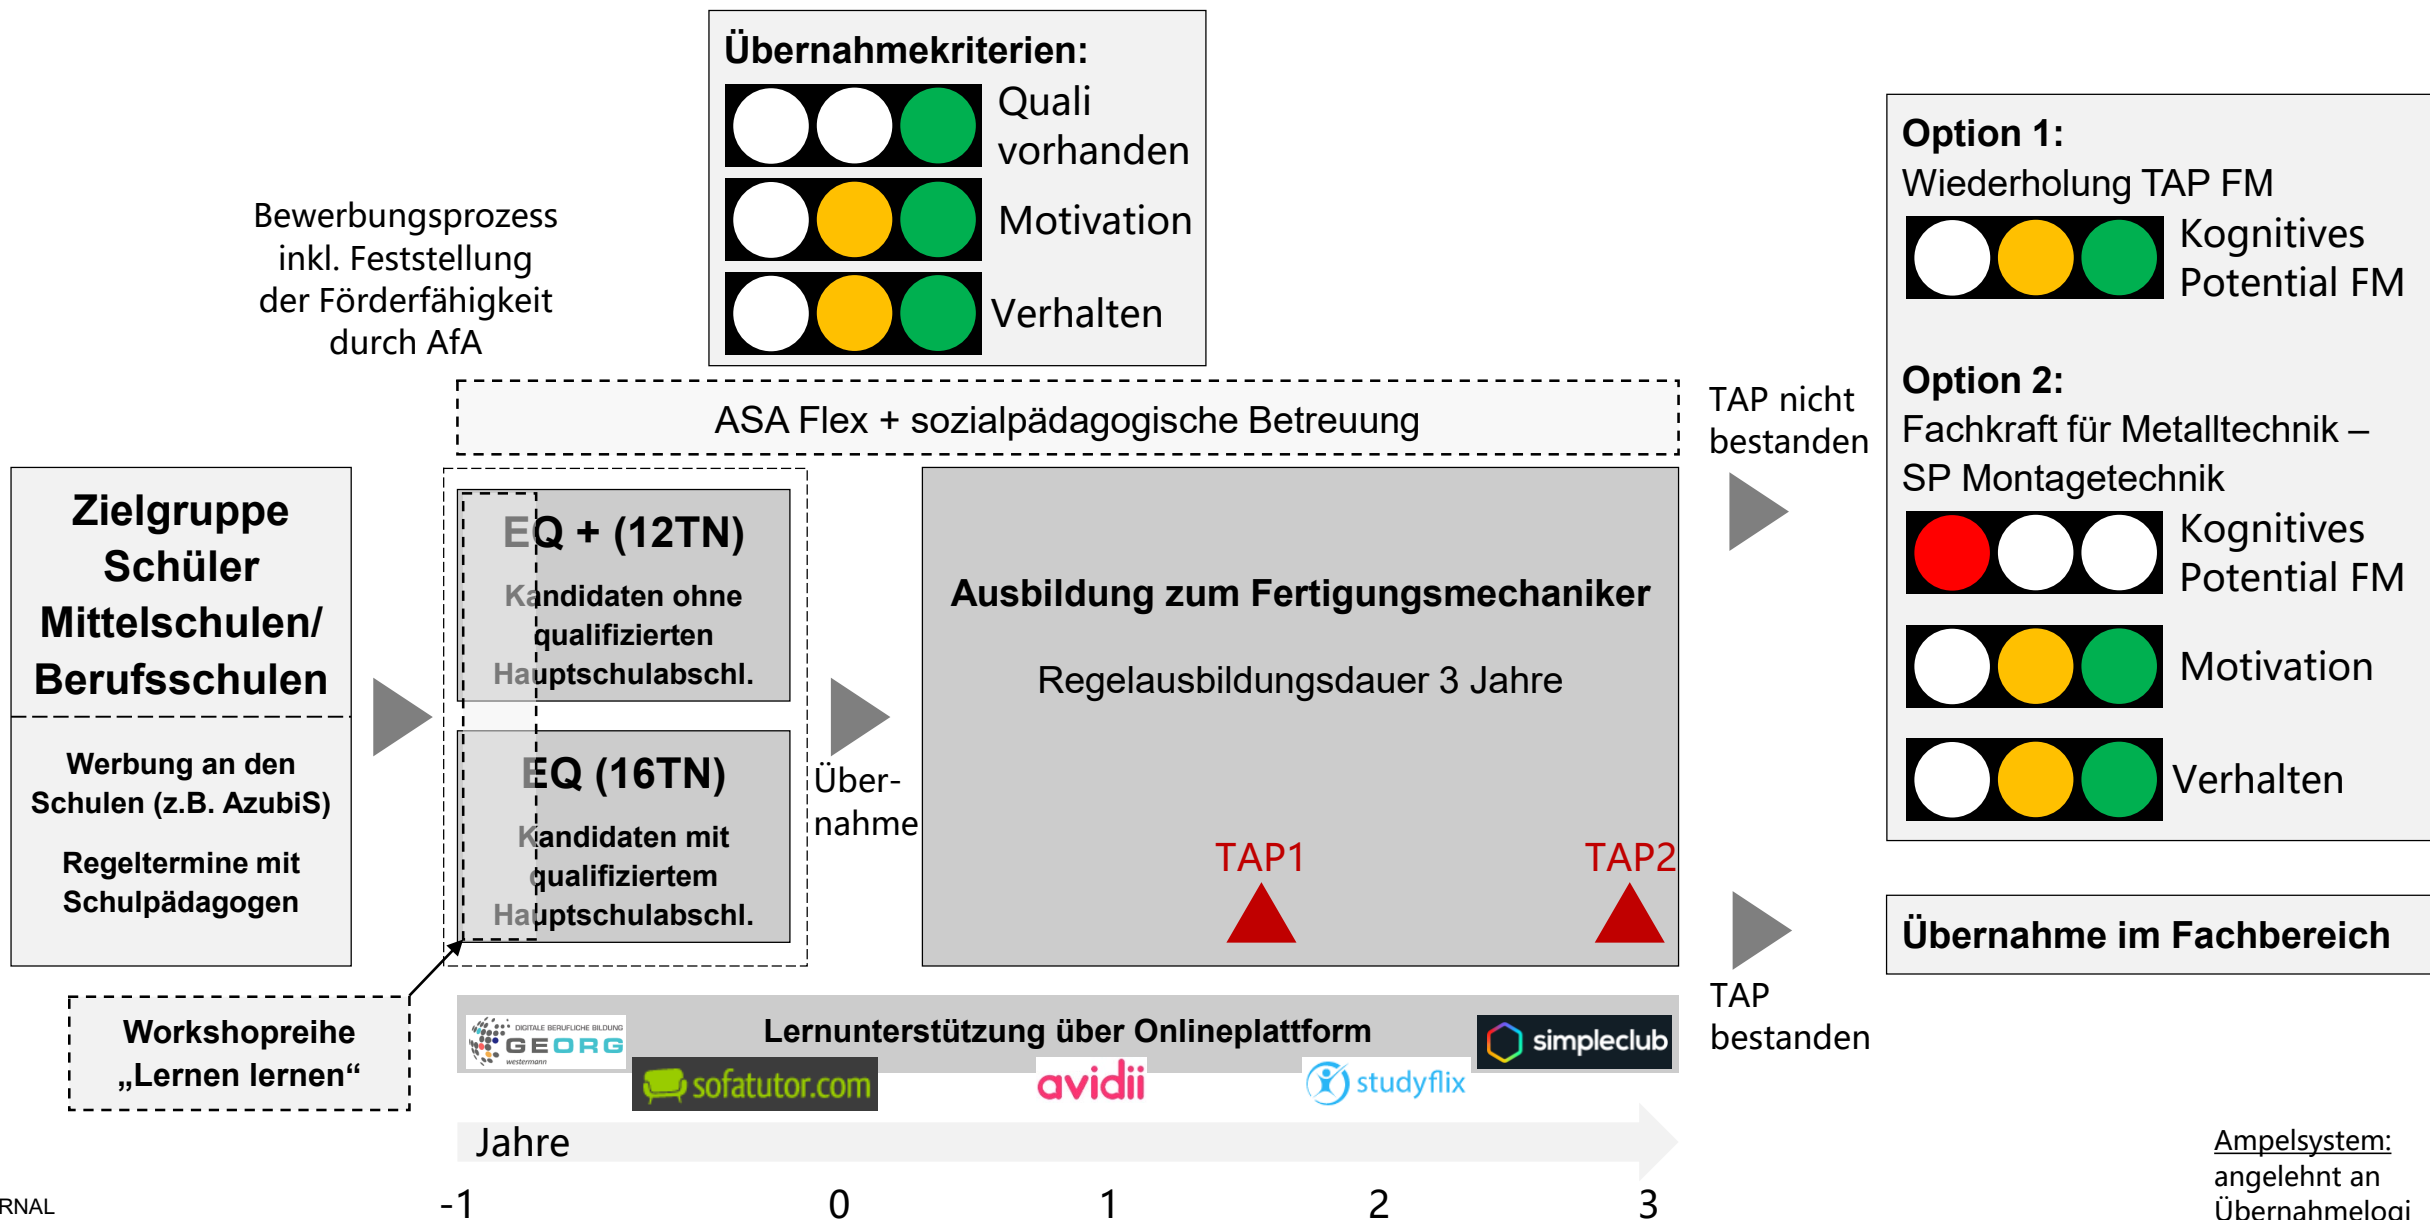 Übernahmekriterien:
Quali
vorhanden
Motivation
Verhalten
Bewerbungsprozess
inkl. Feststellung
der Förderfähigkeit
durch AfA
ASA Flex + sozialpädagogische Betreuung
Zielgruppe
Schüler
Mittelschulen/
Berufsschulen
Werbung an den
Schulen (z.B. AzubiS)
Regeltermine mit
Schulpädagogen
Workshopreihe
„Lernen lernen“
EQ + (12TN)
Kandidaten ohne
qualifizierten
Hauptschulabschl.
EQ (16TN)
Kandidaten mit
qualifiziertem
Hauptschulabschl.
Über-
nahme
Ausbildung zum Fertigungsmechaniker
Regelausbildungsdauer 3 Jahre
TAP1
TAP2
TAP nicht
bestanden
TAP
bestanden
Option 1:
Wiederholung TAP FM
Kognitives
Potential FM
Option 2:
Fachkraft für Metalltechnik –
SP Montagetechnik
Kognitives
Potential FM
Motivation
Verhalten
Übernahme im Fachbereich
Lernunterstützung über Onlineplattform
DIGITALE BERUFLICHE BILDUNG
GEORG
westermann
sofatutor.com
avidii
studyflix
simpleclub
Jahre
-1
0
1
2
3
Ampelsystem:
angelehnt an
Übernahmelogi
RNAL